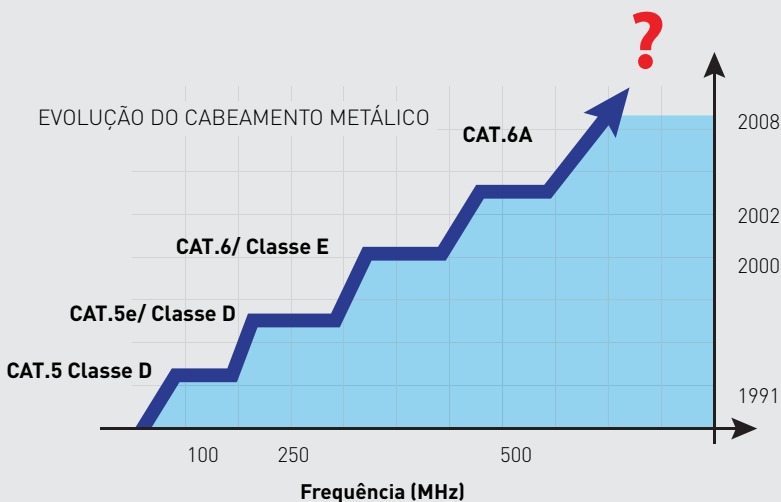 ?
EVOLUÇÃO DO CABEAMENTO METÁLICO
2008
CAT.6A
2002
CAT.6/ Classe E
2000
CAT.5e/ Classe D
CAT.5 Classe D
1991
100 250 500
Frequência (MHz)